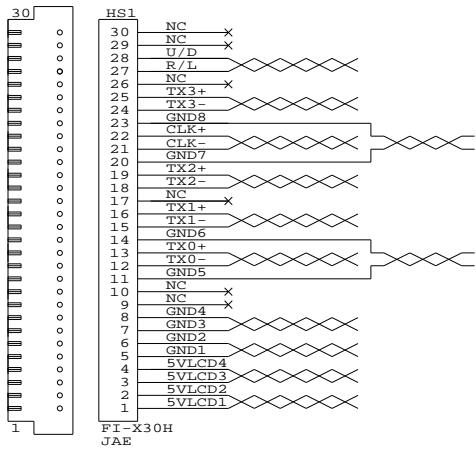 30 HS1
30 NC
29 NC
28 U/D
27 R/L
26 NC
25 TX3+
24 TX3-
23 GND8
22 CLK+
21 CLK-
20 GND7
19 TX2+
18 TX2-
17 NC
16 TX1+
15 TX1-
14 GND6
13 TX0+
12 TX0-
11 GND5
10 NC
9 NC
8 GND4
7 GND3
6 GND2
5 GND1
4 5VLCD4
3 5VLCD3
2 5VLCD2
1 5VLCD1
1 FI-X30H
JAE